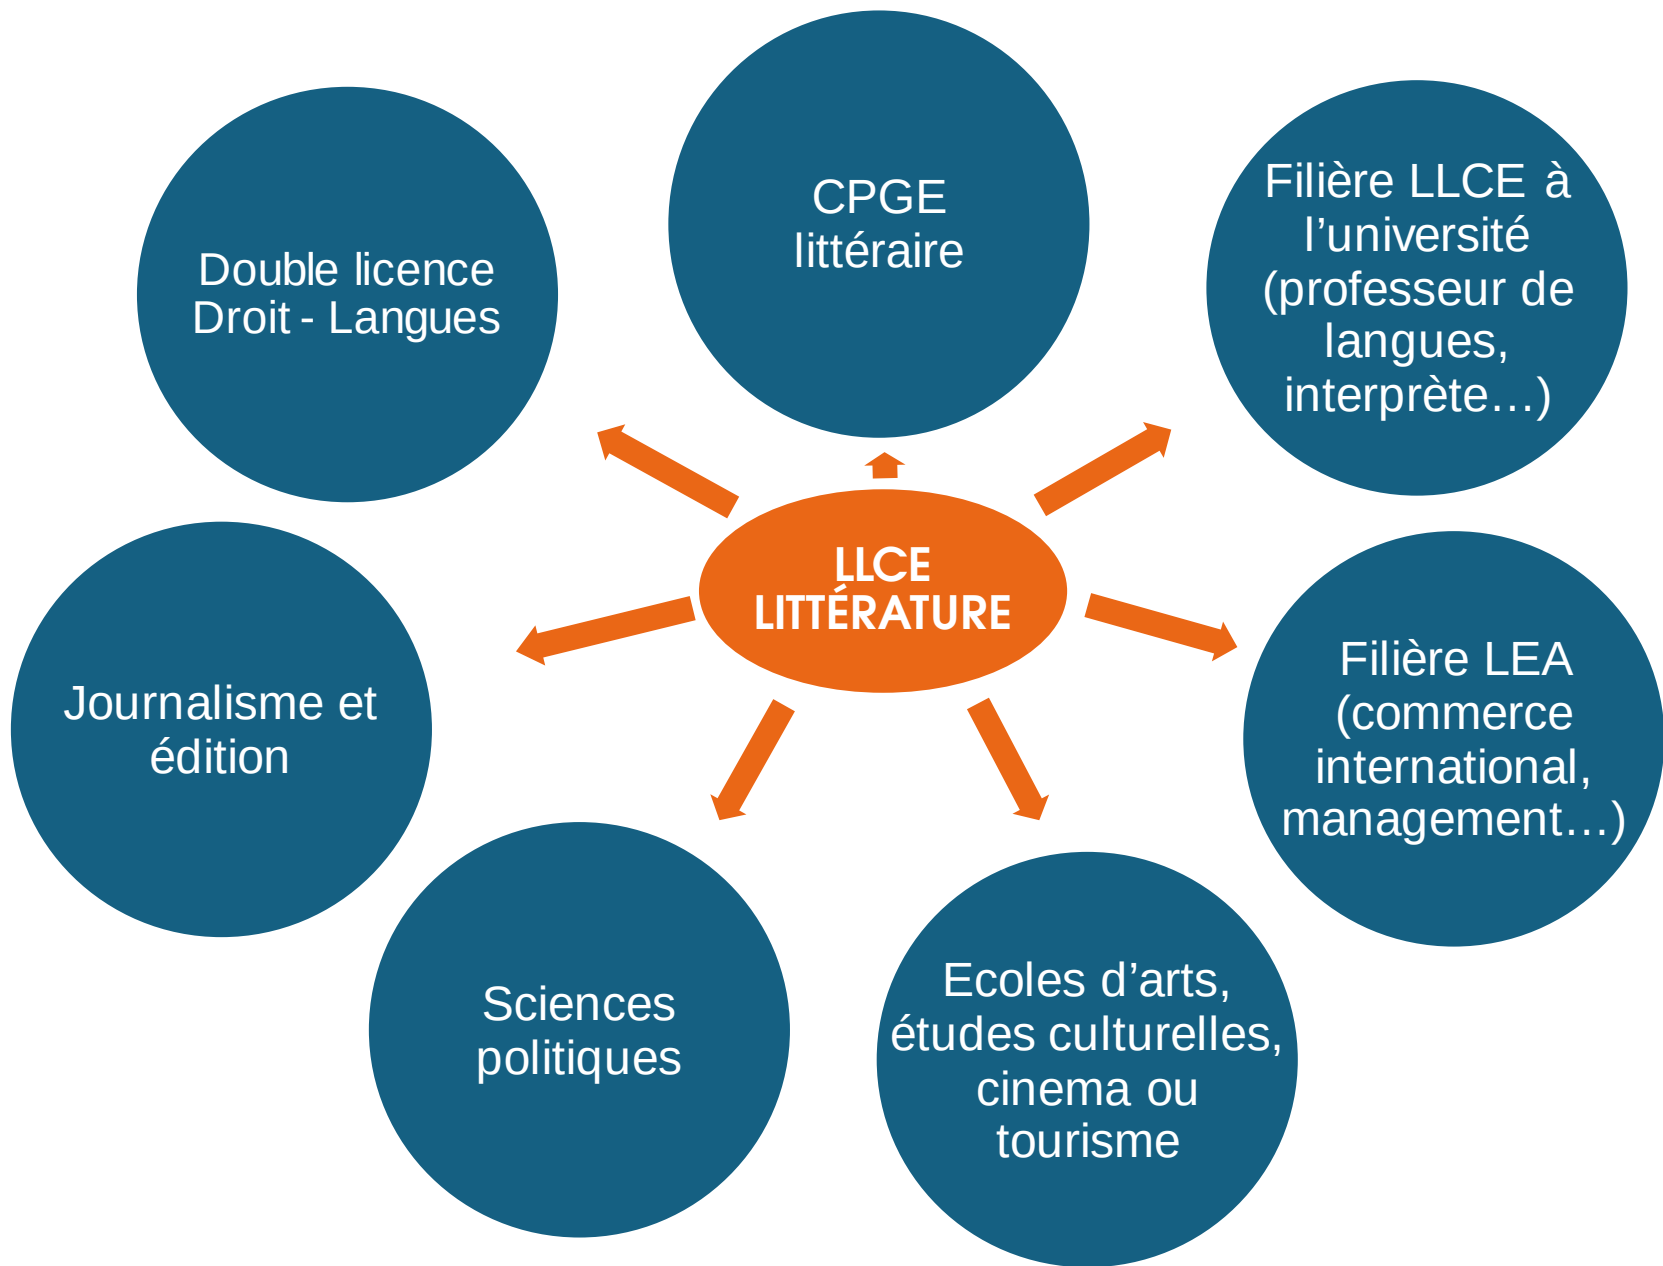 CPGE
littéraire
Filière LLCE à
l’université
(professeur de
langues,
interprète…)
Double licence
Droit - Langues
LLCE
LITTÉRATURE
Filière LEA
(commerce
international,
management…)
Journalisme et
édition
Ecoles d’arts,
études culturelles,
cinema ou
tourisme
Sciences
politiques